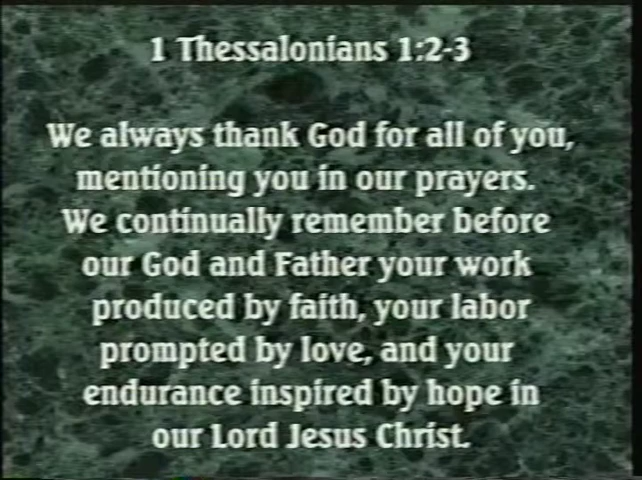 1 Thessalonians 1:2-3
We always thank God for all of you,
mentioning you in our prayers.
We continually remember before
our God and Father your work
produced by faith, your labor
prompted by love, and your
endurance inspired by hope in
our Lord Jesus Christ.